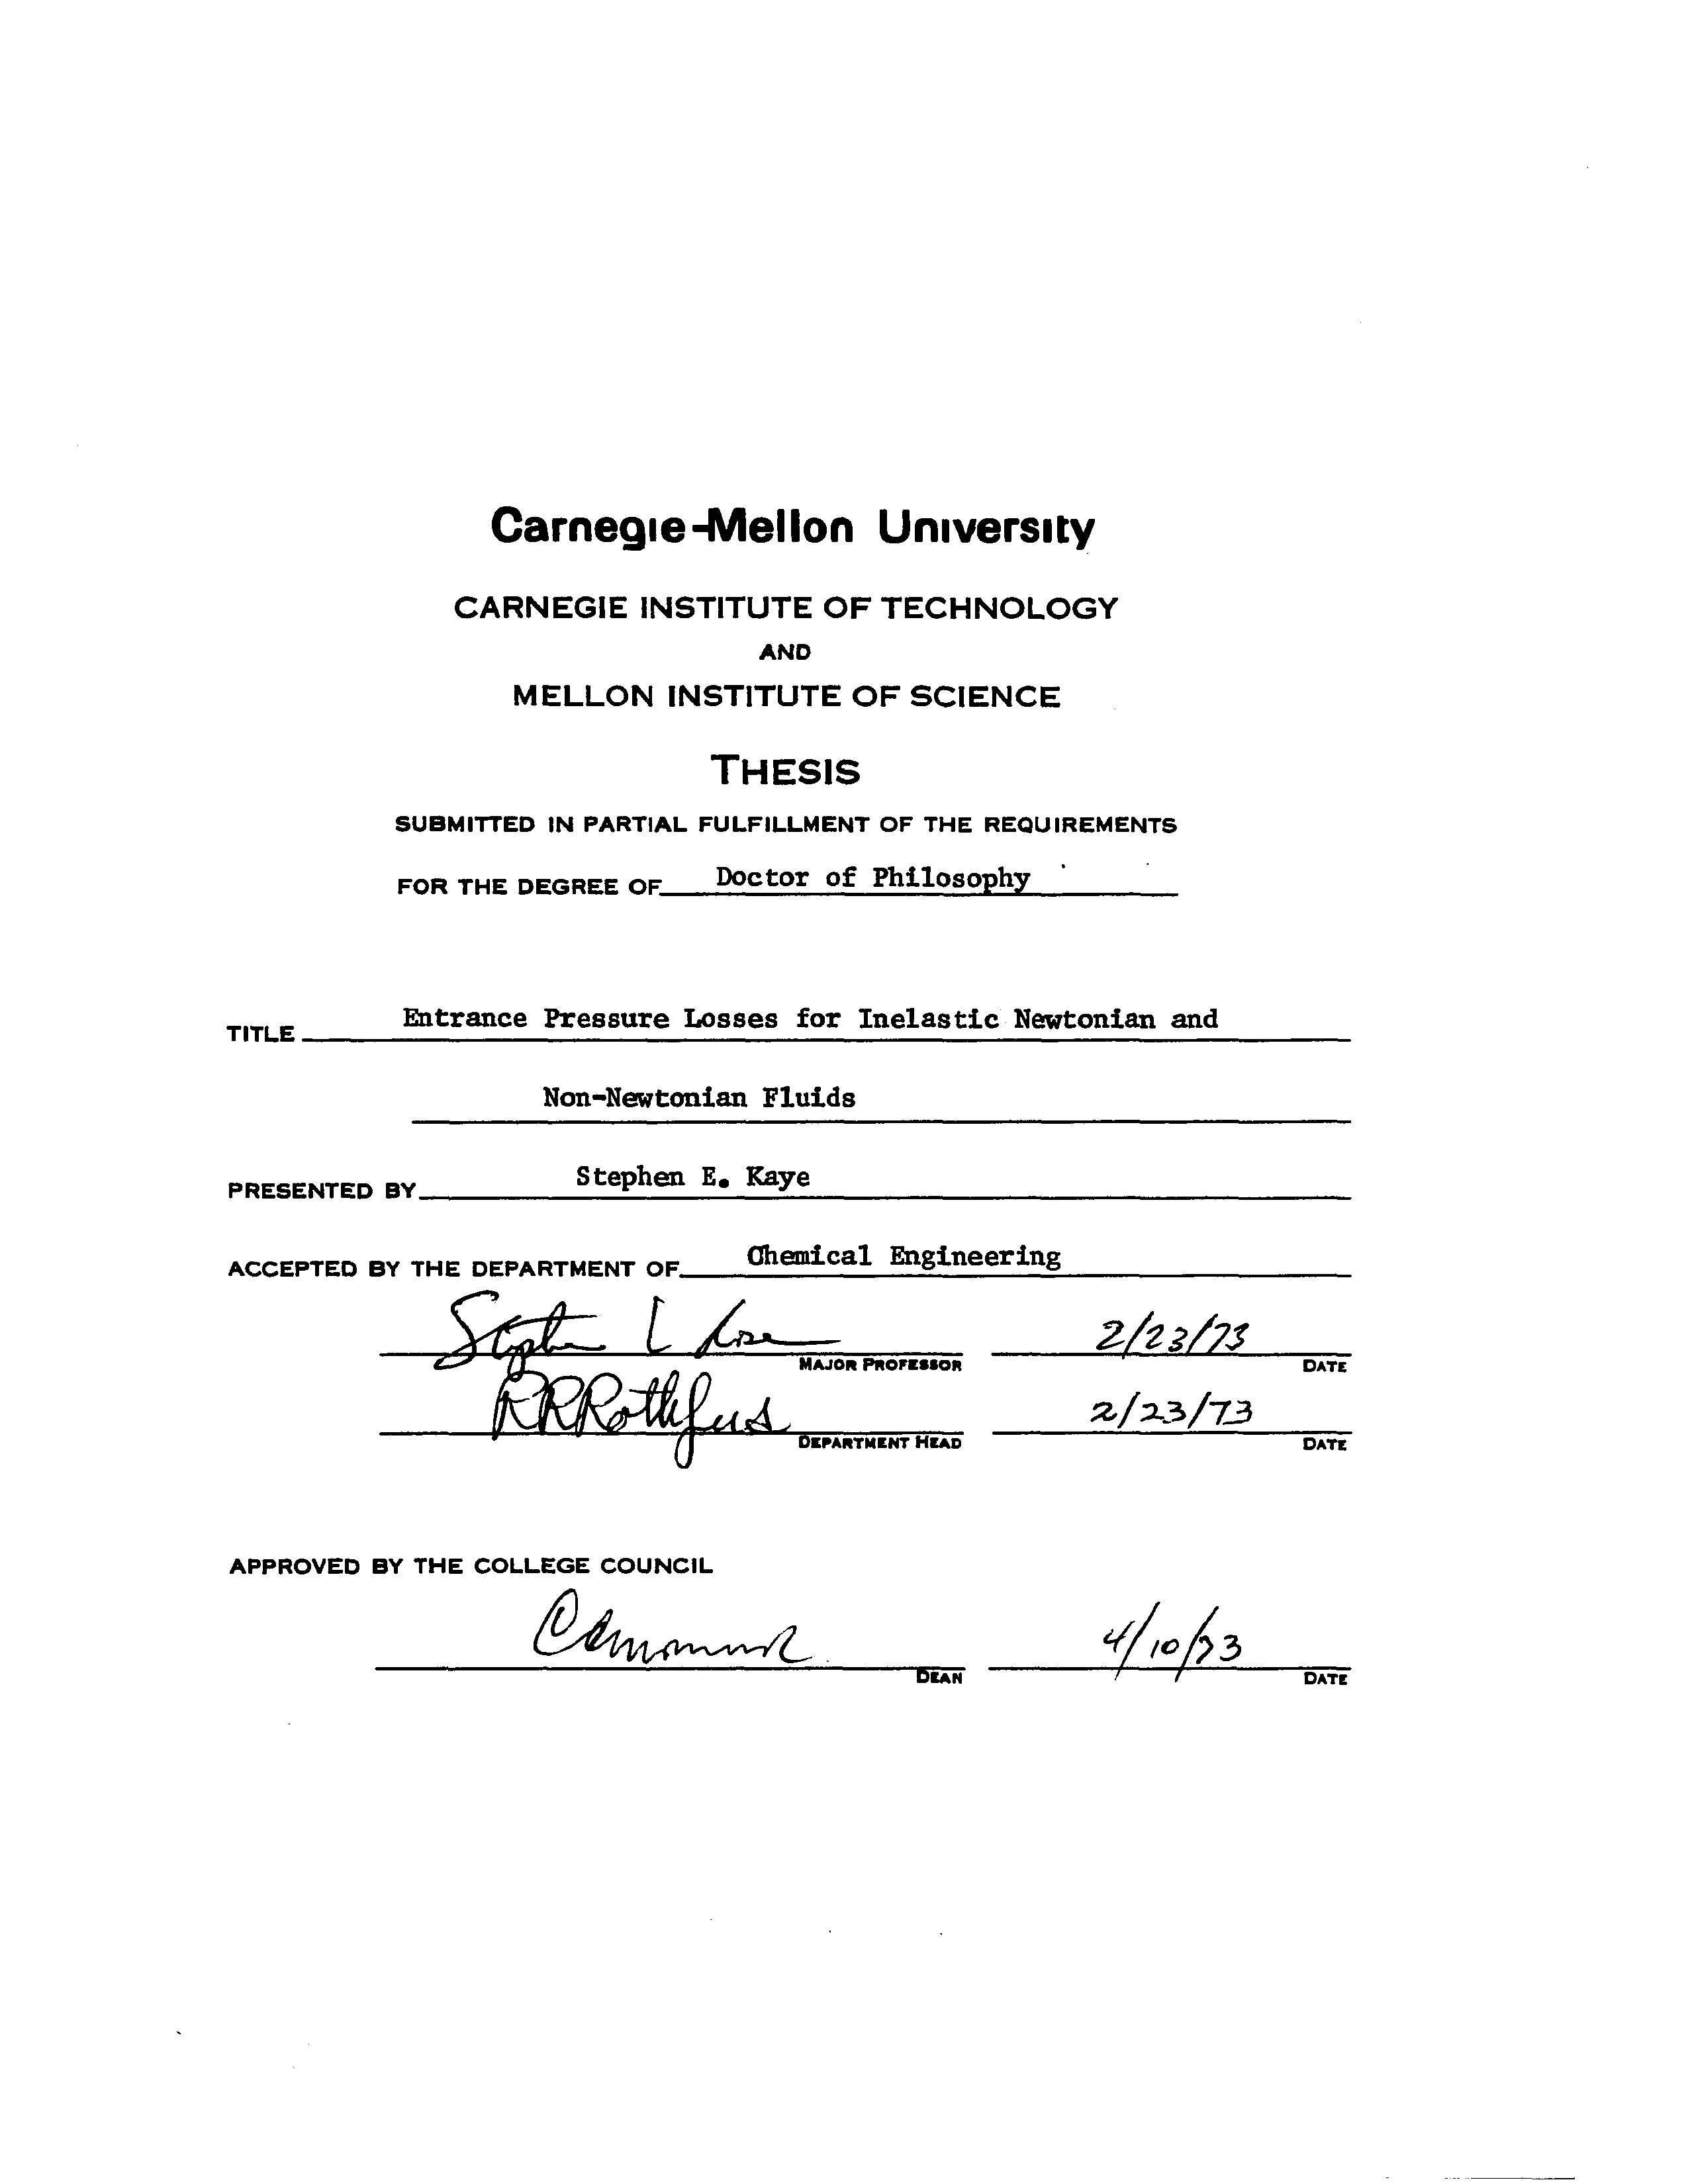 Carnegie-Mellon University
CARNEGIE INSTITUTE OF TECHNOLOGY
AND
MELLON INSTITUTE OF SCIENCE
THESIS
SUBMITTED IN PARTIAL FULFILLMENT OF THE REQUIREMENTS
FOR THE DEGREE OF Doctor of Philosophy
TITLE Entrance Pressure Losses for Inelastic Newtonian and
Non-Newtonian Fluids
PRESENTED BY Stephen E. Kaye
ACCEPTED BY THE DEPARTMENT OF Chemical Engineering
Stephen L 2/23/73
MAJOR PROFESSOR DATE
RRRothfus 2/23/73
DEPARTMENT HEAD DATE
APPROVED BY THE COLLEGE COUNCIL
4/10/73
DEAN DATE